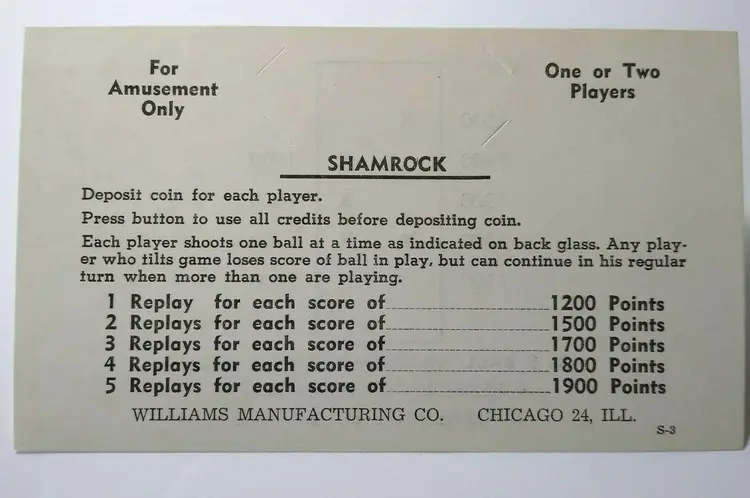 For
Amusement
Only
One or Two
Players
SHAMROCK
Deposit coin for each player.
Press button to use all credits before depositing coin.
Each player shoots one ball at a time as indicated on back glass. Any play-
er who tilts game loses score of ball in play, but can continue in his regular
turn when more than one are playing.
1 Replay for each score of 1200 Points
2 Replays for each score of 1500 Points
3 Replays for each score of 1700 Points
4 Replays for each score of 1800 Points
5 Replays for each score of 1900 Points
WILLIAMS MANUFACTURING CO. CHICAGO 24, ILL.
S-3